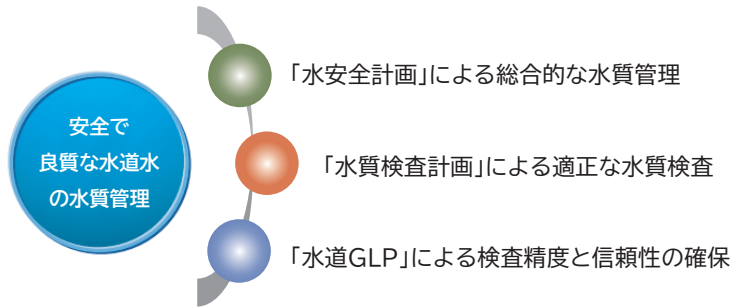 安全で
良質な水道水
の水質管理
「水安全計画」による総合的な水質管理
「水質検査計画」による適正な水質検査
「水道GLP」による検査精度と信頼性の確保